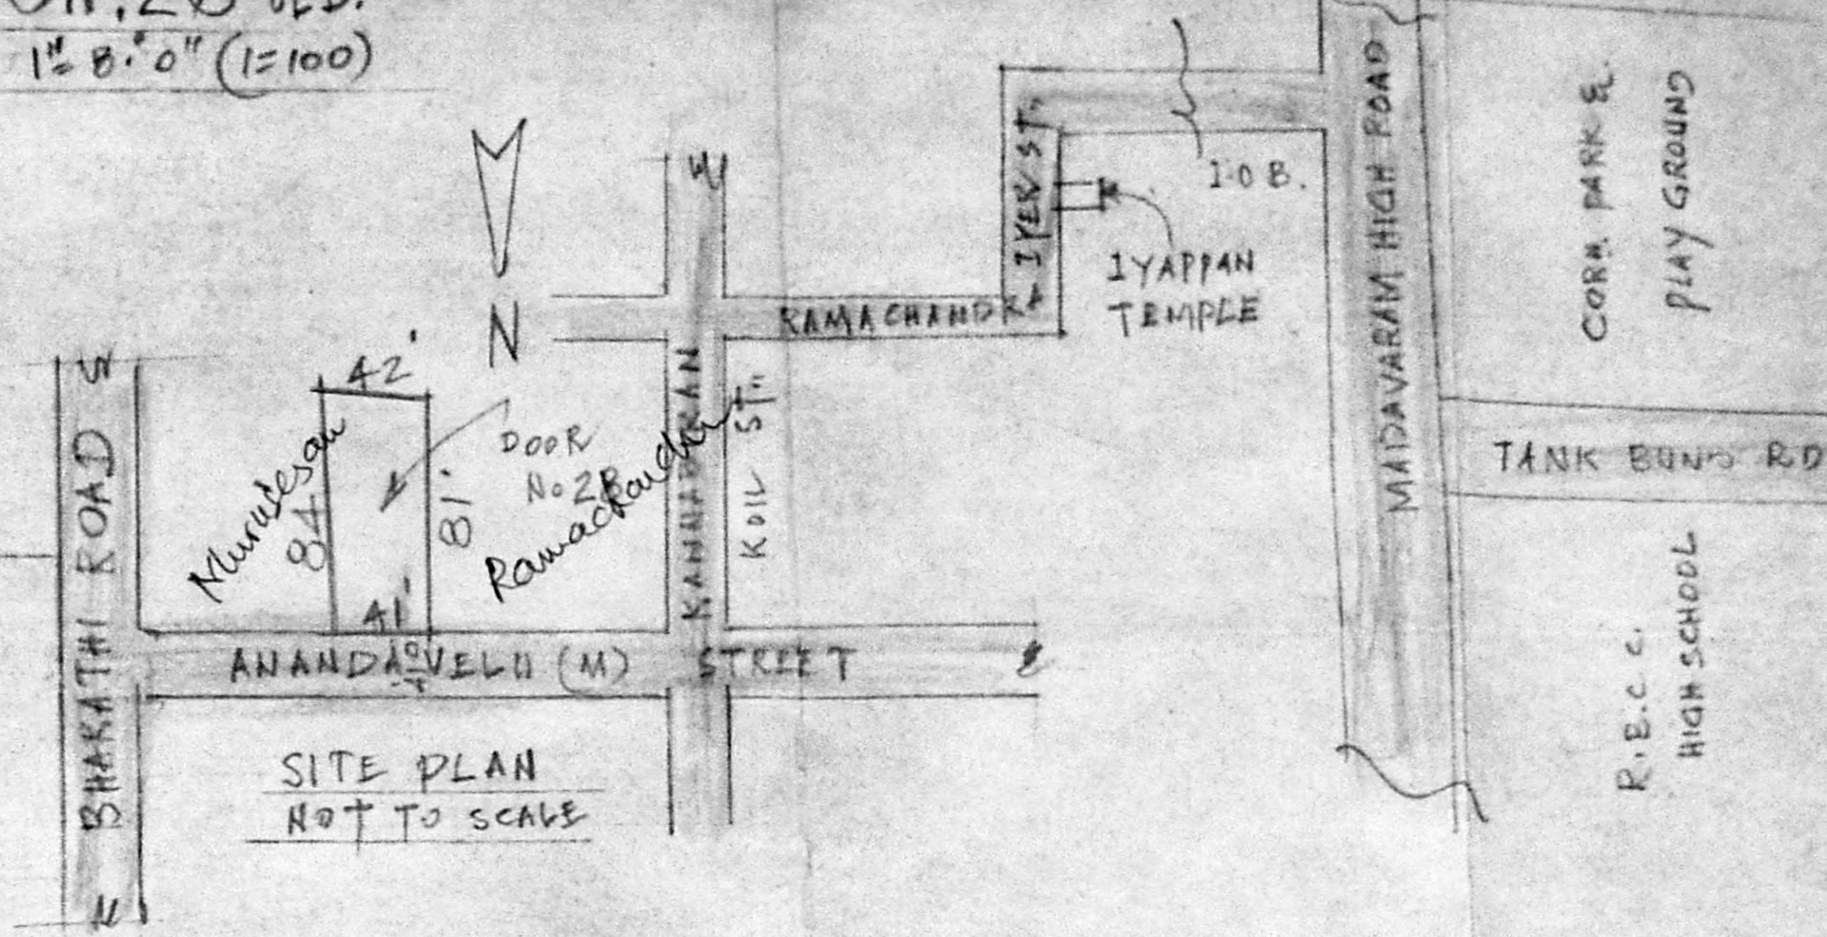 1"= 8'.0" (1=100)
N
RAMACHANDRA IYER ST.,
I.O.B.
IYAPPAN
TEMPLE
MADAVARAM HIGH ROAD
CORN. PARK &
PLAY GROUND
TANK BUND RD
R.B.C.C.
HIGH SCHOOL
S
BHARATHI ROAD
N
42'
Murugesan
84'
81'
41'
DOOR
No 2B
Ramachandran
KANNABIRAN
KOIL ST.,
ANANDAVELU (M) STREET
SITE PLAN
NOT TO SCALE